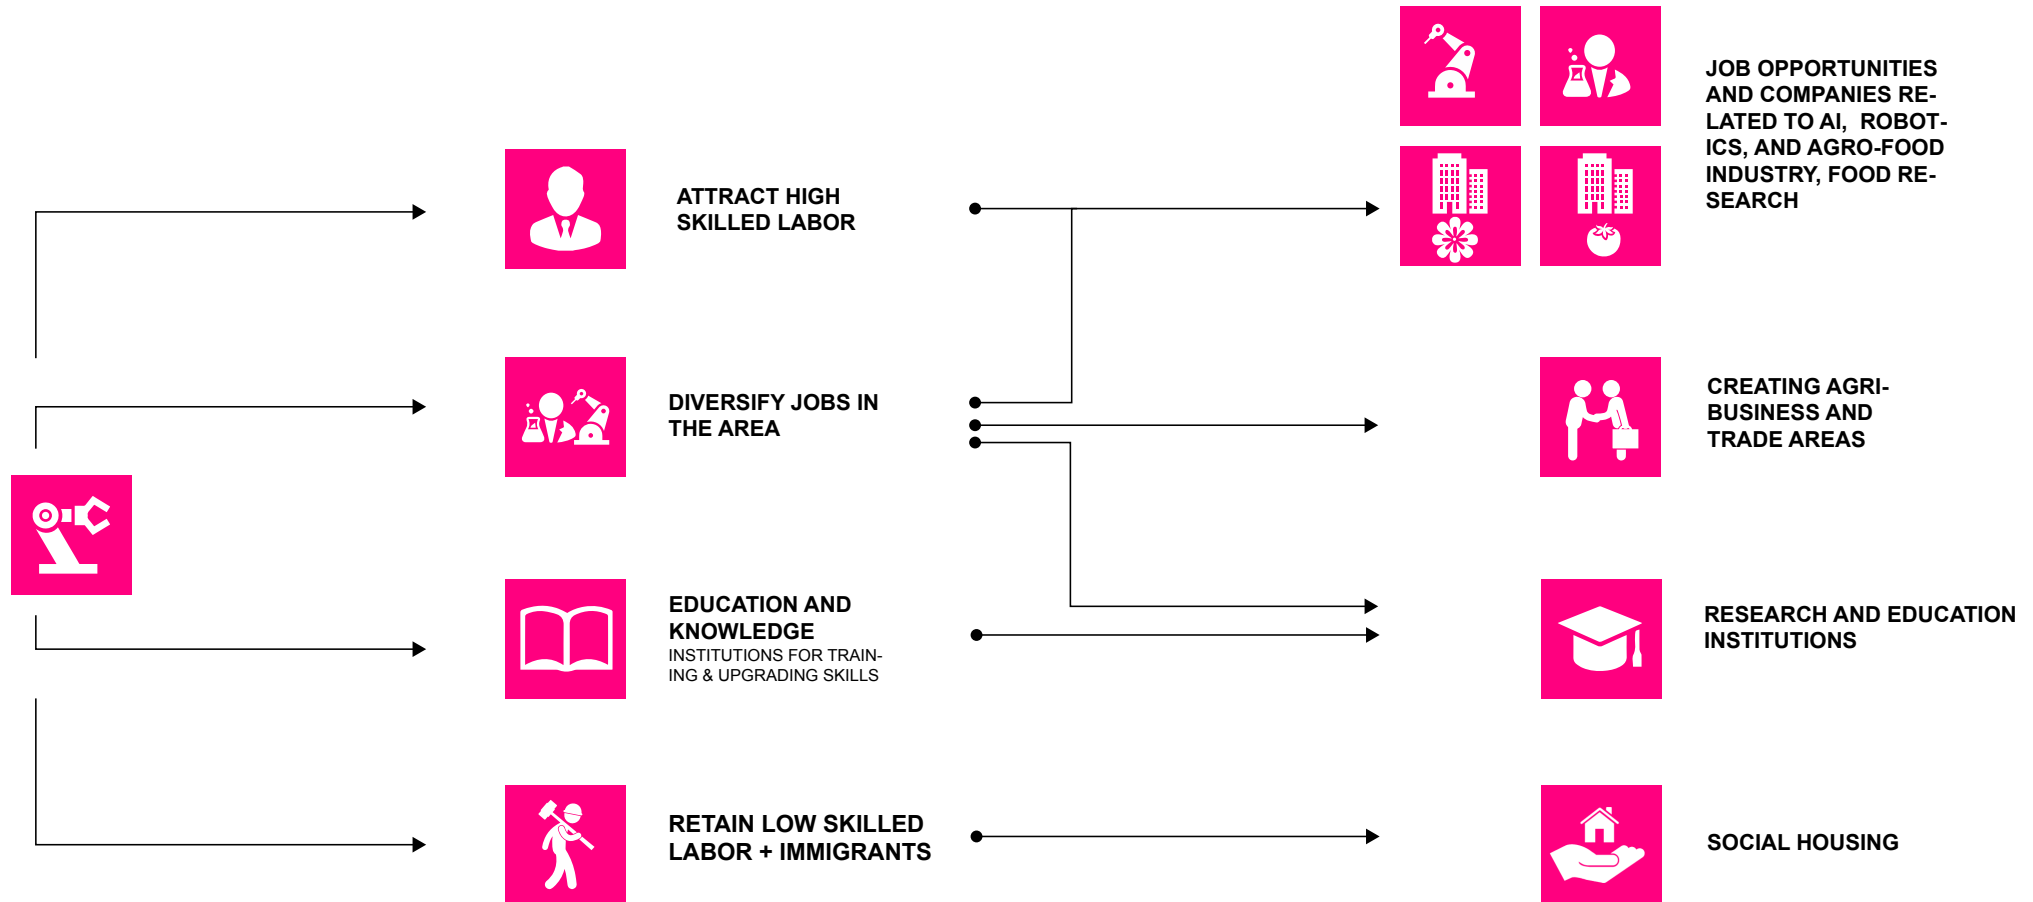 JOB OPPORTUNITIES
AND COMPANIES RE-
LATED TO AI, ROBOT-
ICS, AND AGRO-FOOD
INDUSTRY, FOOD RE-
SEARCH
ATTRACT HIGH
SKILLED LABOR
DIVERSIFY JOBS IN
THE AREA
CREATING AGRI-
BUSINESS AND
TRADE AREAS
EDUCATION AND
KNOWLEDGE
INSTITUTIONS FOR TRAIN-
ING & UPGRADING SKILLS
RESEARCH AND EDUCATION
INSTITUTIONS
RETAIN LOW SKILLED
LABOR + IMMIGRANTS
SOCIAL HOUSING